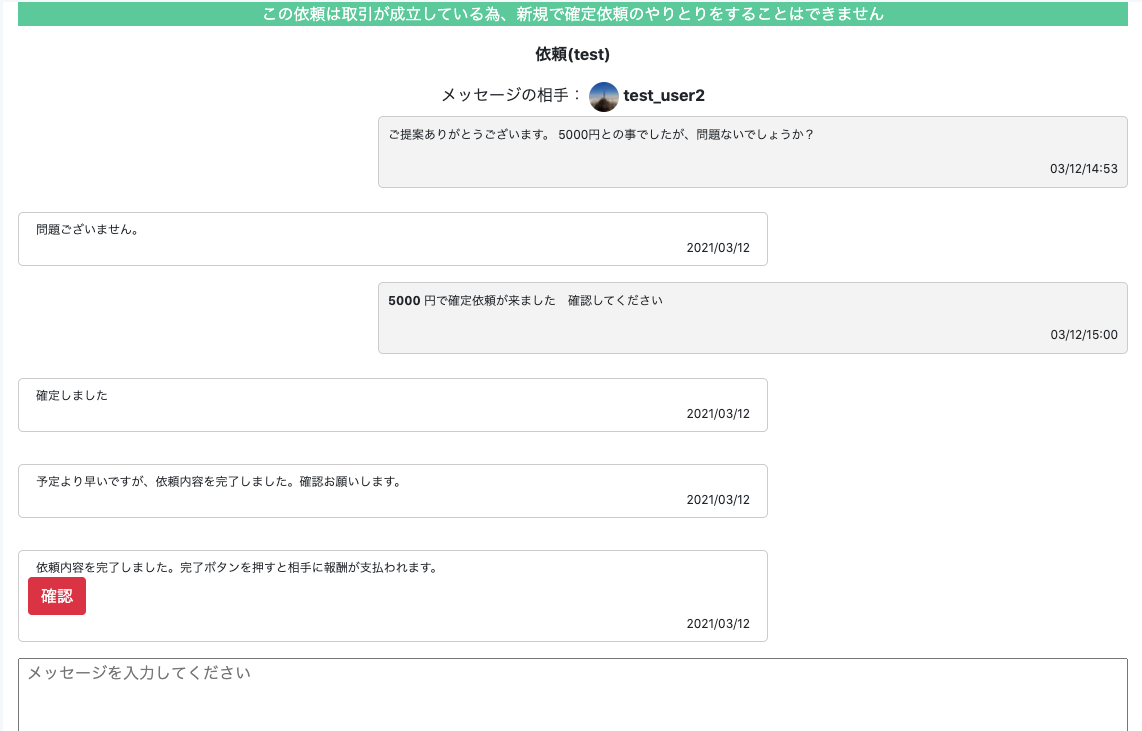 この依頼は取引が成立している為、新規で確定依頼のやりとりをすることはできません
依頼(test)
メッセージの相手： test_user2
ご提案ありがとうございます。 5000円との事でしたが、問題ないでしょうか？
03/12/14:53
問題ございません。
2021/03/12
5000 円で確定依頼が来ました　確認してください
03/12/15:00
確定しました
2021/03/12
予定より早いですが、依頼内容を完了しました。確認お願いします。
2021/03/12
依頼内容を完了しました。完了ボタンを押すと相手に報酬が支払われます。
確認
2021/03/12
メッセージを入力してください